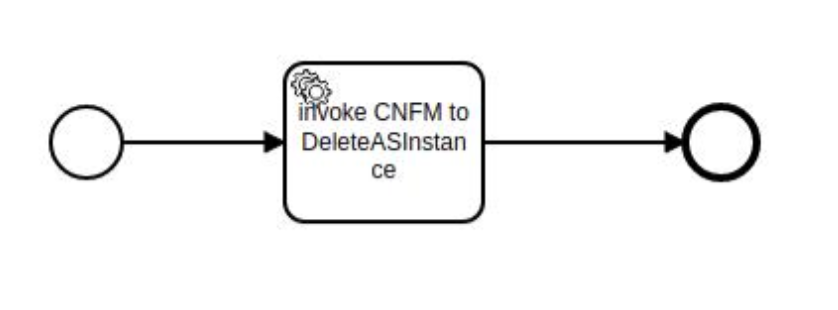 invoke CNFM to
DeleteASInstan
ce